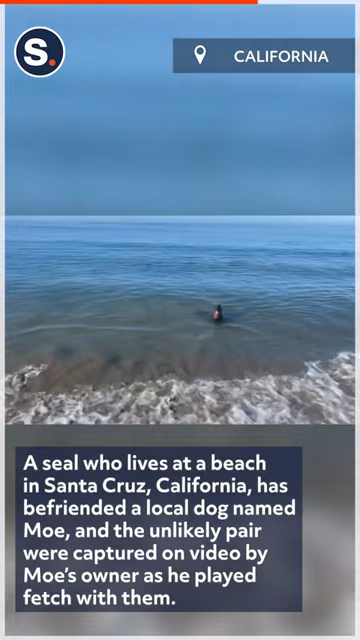 S.
CALIFORNIA
A seal who lives at a beach
in Santa Cruz, California, has
befriended a local dog named
Moe, and the unlikely pair
were captured on video by
Moe's owner as he played
fetch with them.